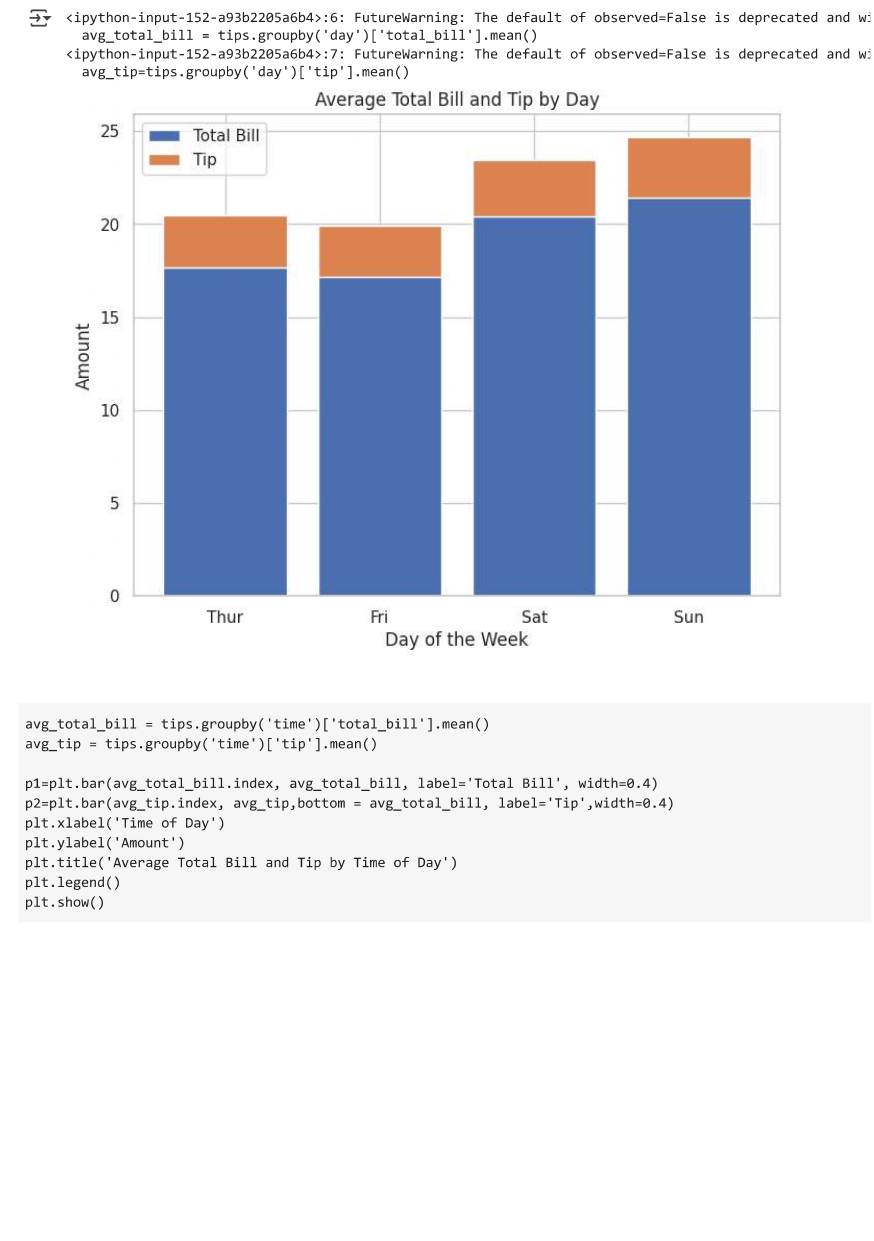 <ipython-input-152-a93b2205a6b4>:6: FutureWarning: The default of observed=False is deprecated and wi
avg_total_bill = tips.groupby('day')['total_bill'].mean()
<ipython-input-152-a93b2205a6b4>:7: FutureWarning: The default of observed=False is deprecated and wi
avg_tip=tips.groupby('day')['tip'].mean()
Average Total Bill and Tip by Day
Total Bill
Tip
25
20
15
10
5
0
Amount
Thur Fri Sat Sun
Day of the Week
avg_total_bill = tips.groupby('time')['total_bill'].mean()
avg_tip = tips.groupby('time')['tip'].mean()
p1=plt.bar(avg_total_bill.index, avg_total_bill, label='Total Bill', width=0.4)
p2=plt.bar(avg_tip.index, avg_tip,bottom = avg_total_bill, label='Tip',width=0.4)
plt.xlabel('Time of Day')
plt.ylabel('Amount')
plt.title('Average Total Bill and Tip by Time of Day')
plt.legend()
plt.show()